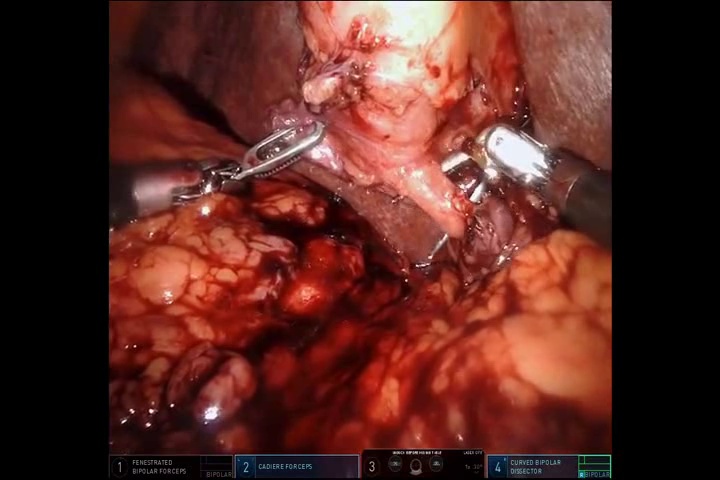 1 FENESTRATED
BIPOLAR FORCEPS
BIPOLAR
2 CADIERE FORCEPS
3
4 CURVED BIPOLAR
DISSECTOR
BIPOLAR